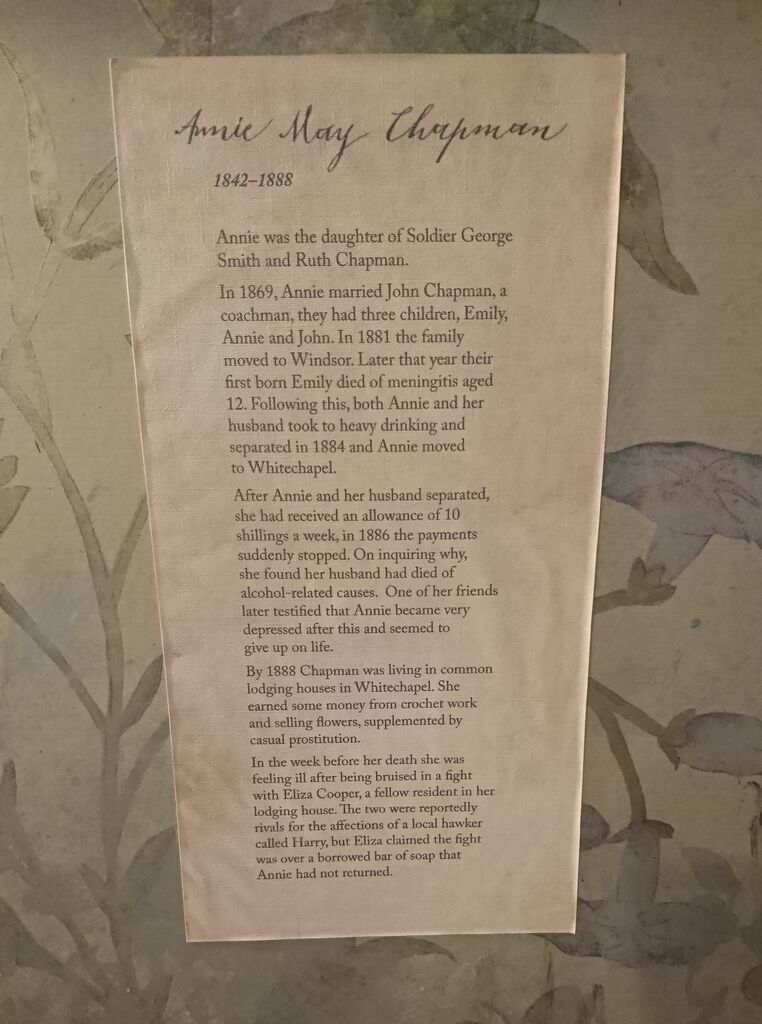 Annie May Chapman
1842–1888
Annie was the daughter of Soldier George
Smith and Ruth Chapman.
In 1869, Annie married John Chapman, a
coachman, they had three children, Emily,
Annie and John. In 1881 the family
moved to Windsor. Later that year their
first born Emily died of meningitis aged
12. Following this, both Annie and her
husband took to heavy drinking and
separated in 1884 and Annie moved
to Whitechapel.
After Annie and her husband separated,
she had received an allowance of 10
shillings a week, in 1886 the payments
suddenly stopped. On inquiring why,
she found her husband had died of
alcohol-related causes. One of her friends
later testified that Annie became very
depressed after this and seemed to
give up on life.
By 1888 Chapman was living in common
lodging houses in Whitechapel. She
earned some money from crochet work
and selling flowers, supplemented by
casual prostitution.
In the week before her death she was
feeling ill after being bruised in a fight
with Eliza Cooper, a fellow resident in her
lodging house. The two were reportedly
rivals for the affections of a local hawker
called Harry, but Eliza claimed the fight
was over a borrowed bar of soap that
Annie had not returned.